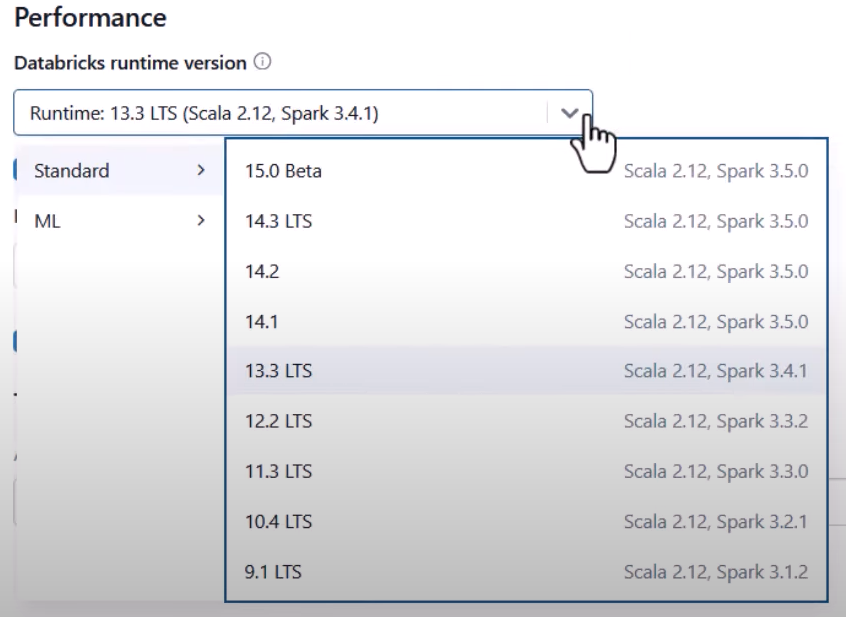 Performance
Databricks runtime version
Runtime: 13.3 LTS (Scala 2.12, Spark 3.4.1)
Standard
ML
15.0 Beta Scala 2.12, Spark 3.5.0
14.3 LTS Scala 2.12, Spark 3.5.0
14.2 Scala 2.12, Spark 3.5.0
14.1 Scala 2.12, Spark 3.5.0
13.3 LTS Scala 2.12, Spark 3.4.1
12.2 LTS Scala 2.12, Spark 3.3.2
11.3 LTS Scala 2.12, Spark 3.3.0
10.4 LTS Scala 2.12, Spark 3.2.1
9.1 LTS Scala 2.12, Spark 3.1.2